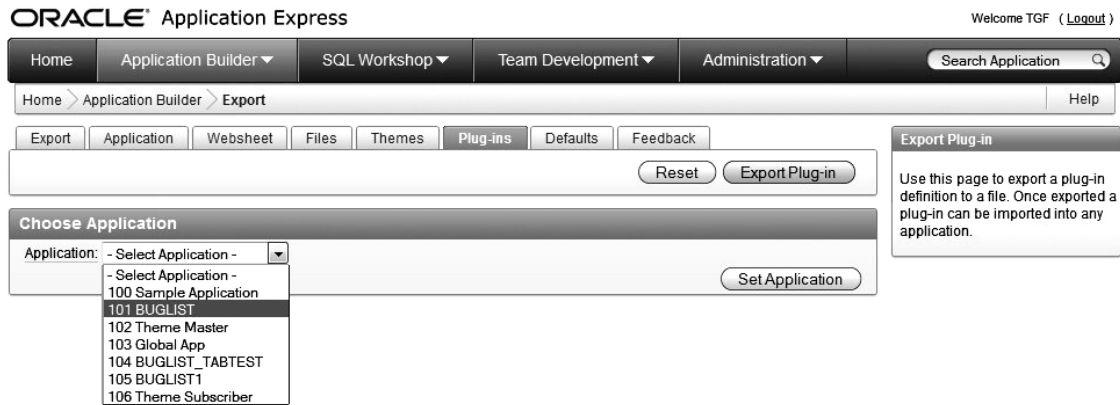 ORACLE® Application Express
Welcome TGF ( Logout )
Home Application Builder SQL Workshop Team Development Administration Search Application
Home Application Builder Export Help
Export Application Websheet Files Themes Plug-ins Defaults Feedback
Reset Export Plug-in
Export Plug-in
Use this page to export a plug-in
definition to a file. Once exported a
plug-in can be imported into any
application.
Choose Application
Application: - Select Application -
- Select Application -
100 Sample Application
101 BUGLIST
102 Theme Master
103 Global App
104 BUGLIST_TABTEST
105 BUGLIST1
106 Theme Subscriber
Set Application